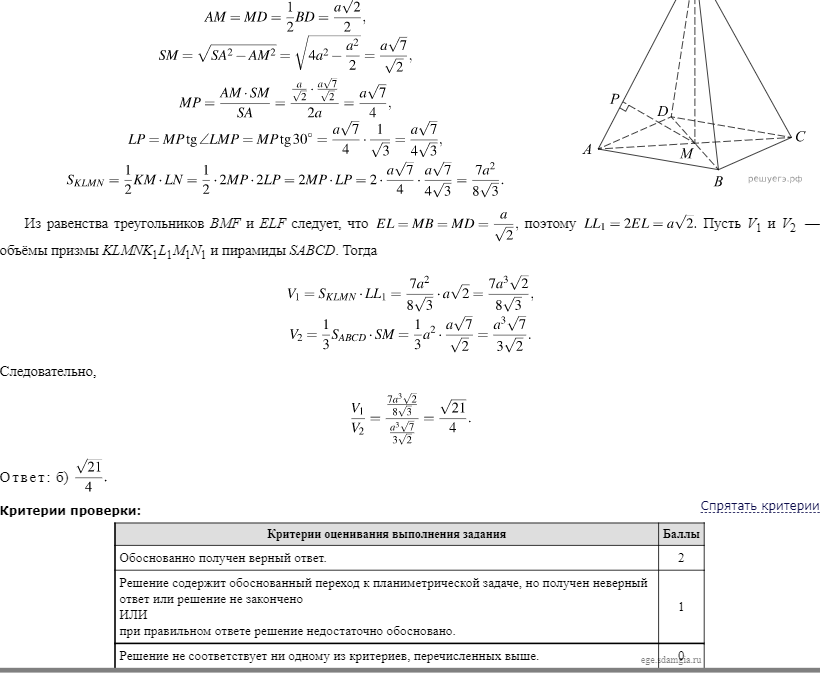 AM = MD = \frac{1}{2}BD = \frac{a\sqrt{2}}{2},
SM = \sqrt{SA^2 - AM^2} = \sqrt{4a^2 - \frac{a^2}{2}} = \frac{a\sqrt{7}}{\sqrt{2}},
MP = \frac{AM \cdot SM}{SA} = \frac{\frac{a}{\sqrt{2}} \cdot \frac{a\sqrt{7}}{\sqrt{2}}}{2a} = \frac{a\sqrt{7}}{4},
LP = MP tg ∠LMP = MP tg 30° = \frac{a\sqrt{7}}{4} \cdot \frac{1}{\sqrt{3}} = \frac{a\sqrt{7}}{4\sqrt{3}},
S_{KLMN} = \frac{1}{2}KM \cdot LN = \frac{1}{2} \cdot 2MP \cdot 2LP = 2MP \cdot LP = 2 \cdot \frac{a\sqrt{7}}{4} \cdot \frac{a\sqrt{7}}{4\sqrt{3}} = \frac{7a^2}{8\sqrt{3}}.
P
D
A
M
C
B
решуегэ.рф
Из равенства треугольников BMF и ELF следует, что EL = MB = MD = \frac{a}{\sqrt{2}}, поэтому LL_1 = 2EL = a\sqrt{2}. Пусть V_1 и V_2 —
объёмы призмы KLMNK_1L_1M_1N_1 и пирамиды SABCD. Тогда
V_1 = S_{KLMN} \cdot LL_1 = \frac{7a^2}{8\sqrt{3}} \cdot a\sqrt{2} = \frac{7a^3\sqrt{2}}{8\sqrt{3}},
V_2 = \frac{1}{3}S_{ABCD} \cdot SM = \frac{1}{3}a^2 \cdot \frac{a\sqrt{7}}{\sqrt{2}} = \frac{a^3\sqrt{7}}{3\sqrt{2}}.
Следовательно,
\frac{V_1}{V_2} = \frac{\frac{7a^3\sqrt{2}}{8\sqrt{3}}}{\frac{a^3\sqrt{7}}{3\sqrt{2}}} = \frac{\sqrt{21}}{4}.
Ответ: б) \frac{\sqrt{21}}{4}.
Критерии проверки:
Спрятать критерии
Критерии оценивания выполнения задания Баллы
Обоснованно получен верный ответ. 2
Решение содержит обоснованный переход к планиметрической задаче, но получен неверный
ответ или решение не закончено
ИЛИ
при правильном ответе решение недостаточно обосновано.
1
Решение не соответствует ни одному из критериев, перечисленных выше. 0
ege.sdamgia.ru